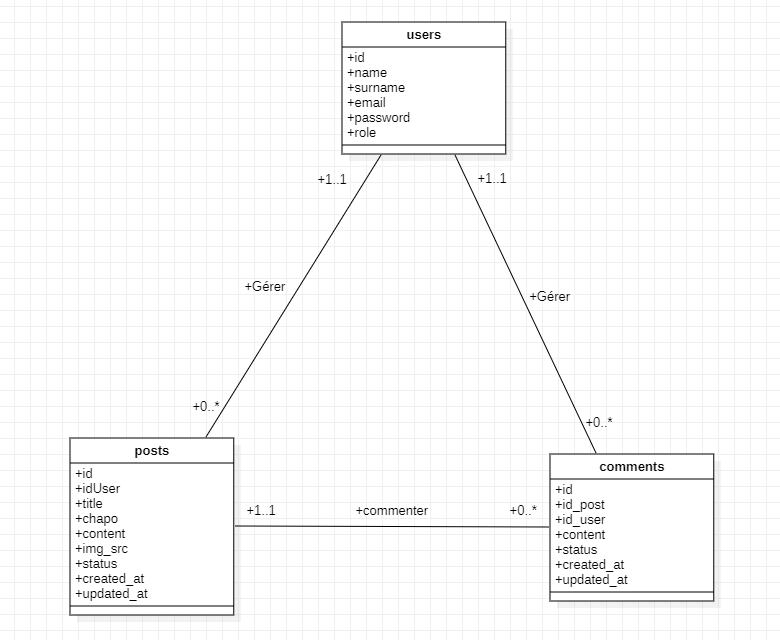 users
+id
+name
+surname
+email
+password
+role
+1..1
+1..1
+Gérer
+Gérer
+0..*
+0..*
posts
+id
+idUser
+title
+chapo
+content
+img_src
+status
+created_at
+updated_at
+1..1
+commenter
+0..*
comments
+id
+id_post
+id_user
+content
+status
+created_at
+updated_at